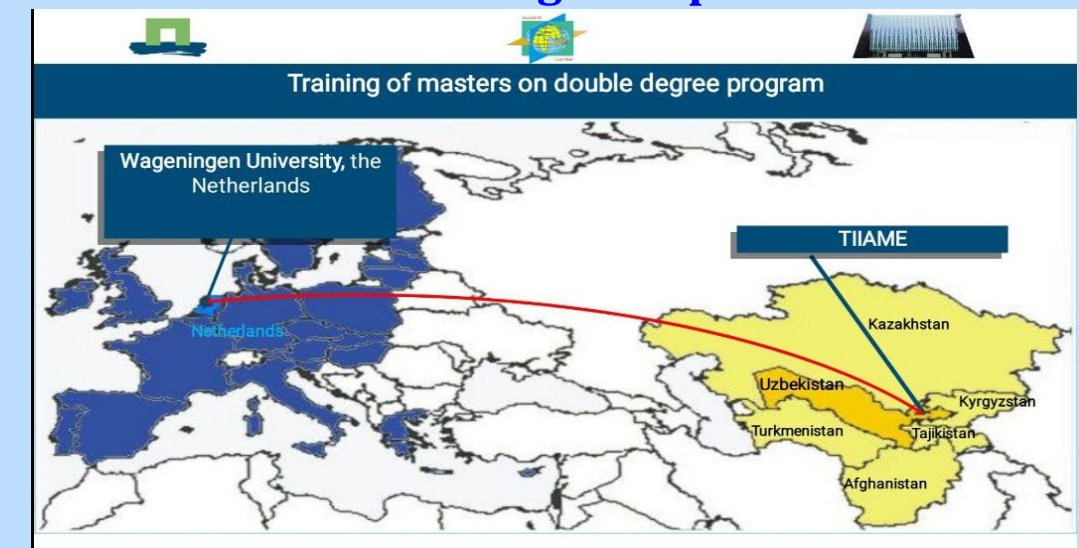 Training of masters on double degree program
Wageningen University, the
Netherlands
TIIAME
Netherlands
Kazakhstan
Uzbekistan
Kyrgyzstan
Turkmenistan
Tajikistan
Afghanistan